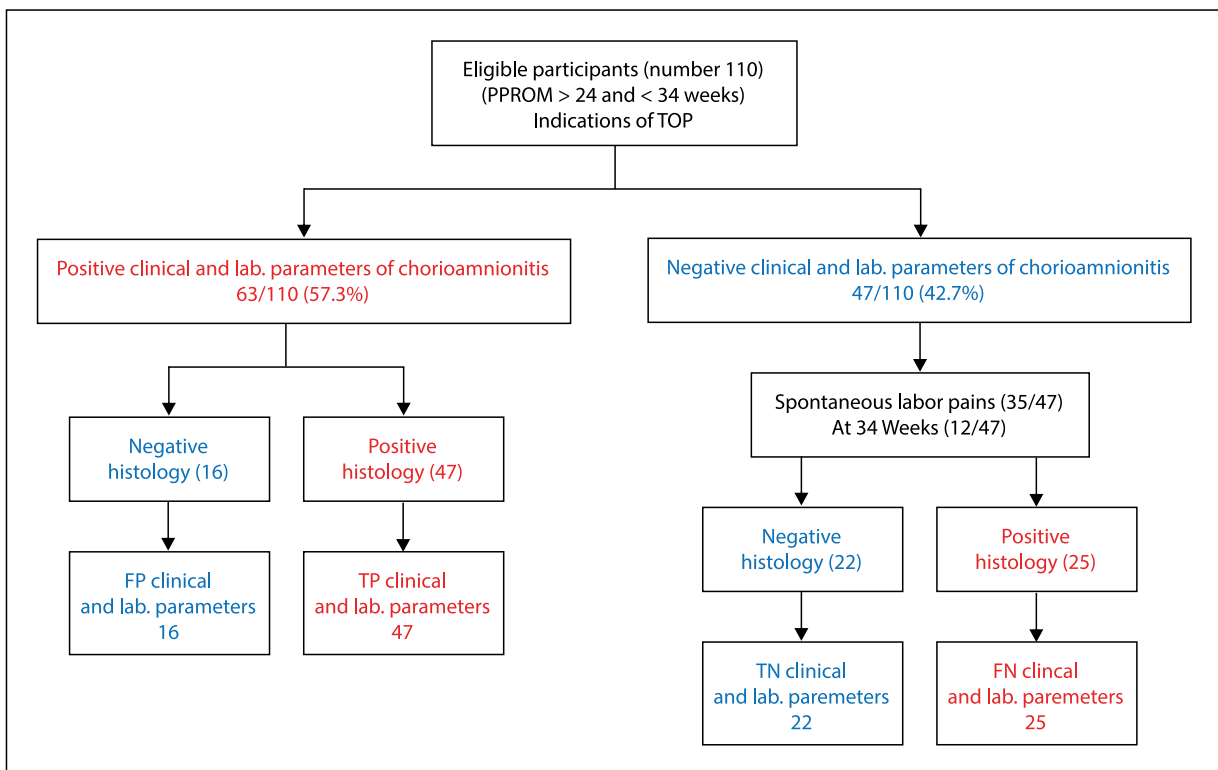 Eligible participants (number 110)
(PPROM > 24 and < 34 weeks)
Indications of TOP
Positive clinical and lab. parameters of chorioamnionitis
63/110 (57.3%)
Negative clinical and lab. parameters of chorioamnionitis
47/110 (42.7%)
Negative
histology (16)
Positive
histology (47)
Spontaneous labor pains (35/47)
At 34 Weeks (12/47)
FP clinical
and lab. parameters
16
TP clinical
and lab. parameters
47
Negative
histology (22)
Positive
histology (25)
TN clinical
and lab. paremeters
22
FN clincal
and lab. paremeters
25